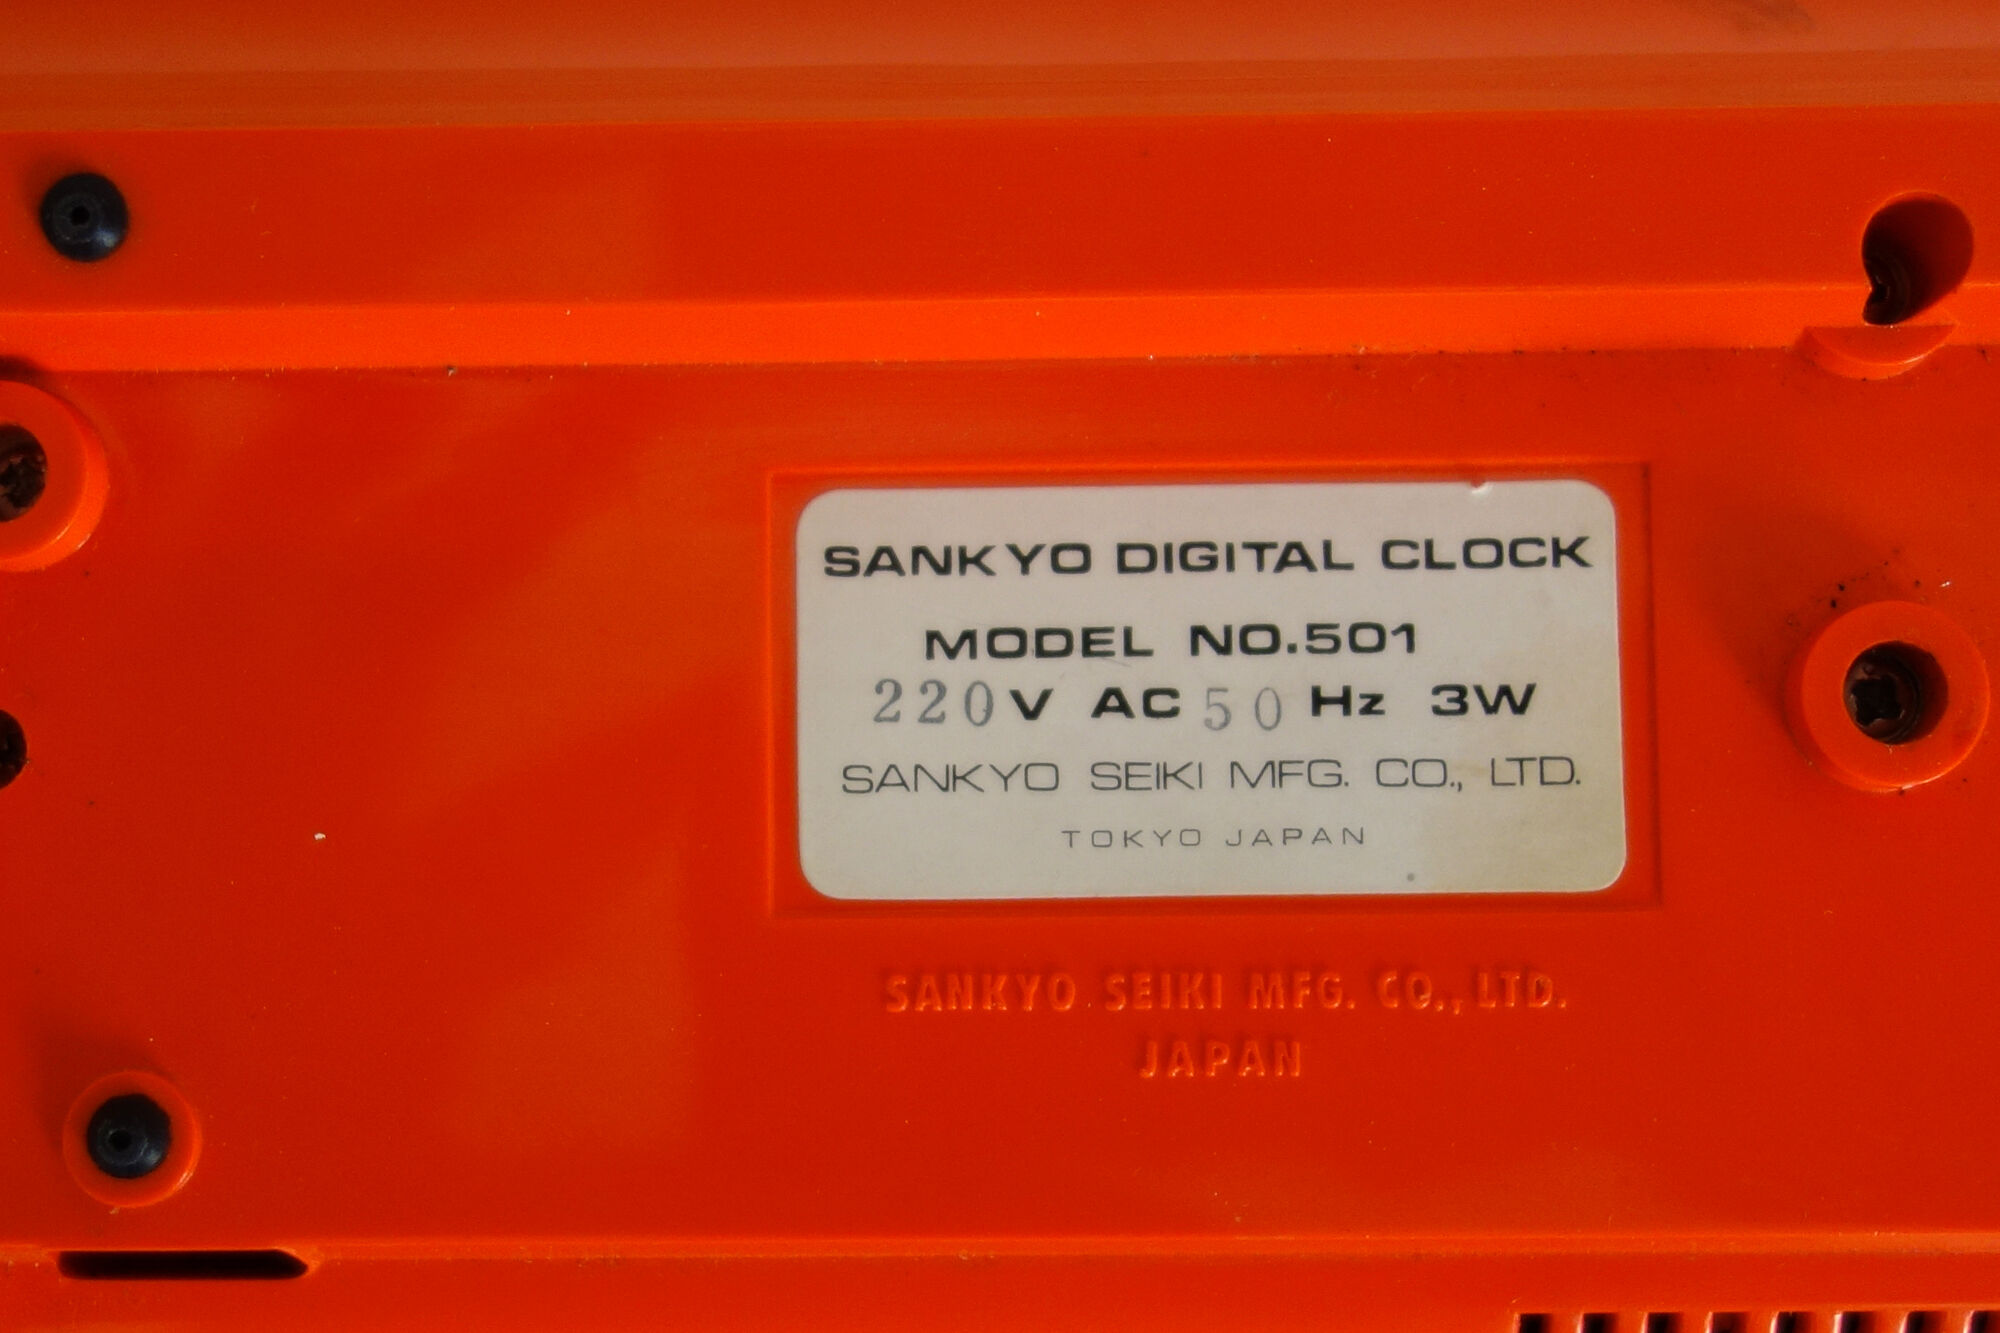 SANKYO DIGITAL CLOCK
MODEL NO.501
220V AC 50 Hz 3W
SANKYO SEIKI MFG. CO., LTD.
TOKYO JAPAN
SANKYO SEIKI MFG. CO., LTD.
JAPAN